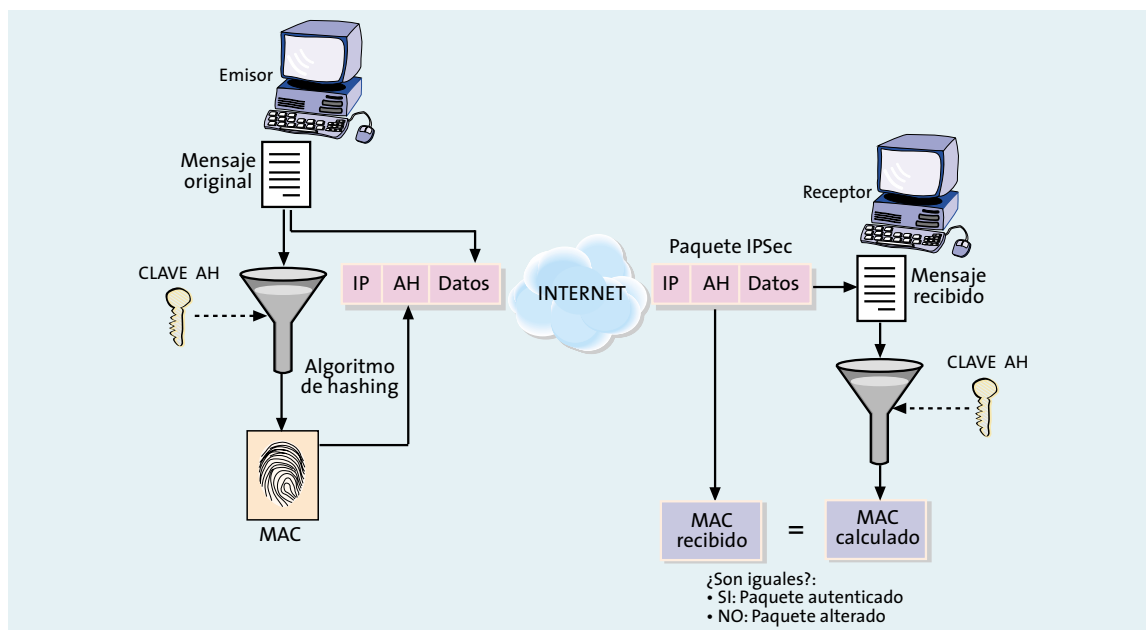 Emisor
Mensaje
original
CLAVE AH
IP AH Datos
Algoritmo
de hashing
MAC
INTERNET
Paquete IPSec
IP AH Datos
Receptor
Mensaje
recibido
CLAVE AH
MAC
recibido
=
MAC
calculado
¿Son iguales?:
• SI: Paquete autenticado
• NO: Paquete alterado